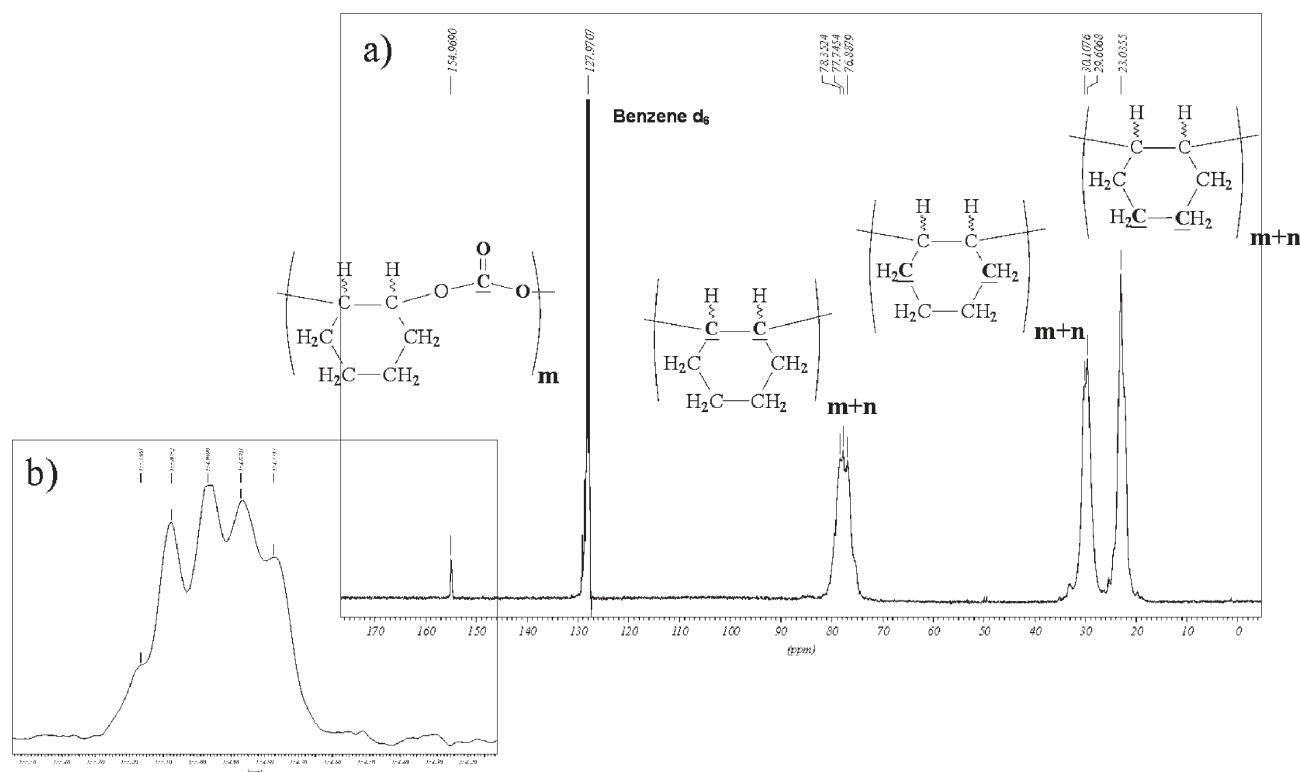 a)
154.9690
127.9707
78.3524
77.7454
76.8879
30.1076
29.6068
23.0355
Benzene d6
H H
C C
H2C CH2
H2C CH2
m+n
H H
C C
H2C CH2
H2C CH2
m+n
H H O
C C O C O
H2C CH2
H2C CH2
m
H H
C C
H2C CH2
H2C CH2
m+n
170 160 150 140 130 120 110 100 90 80 70 60 50 40 30 20 10 0
(ppm)
b)